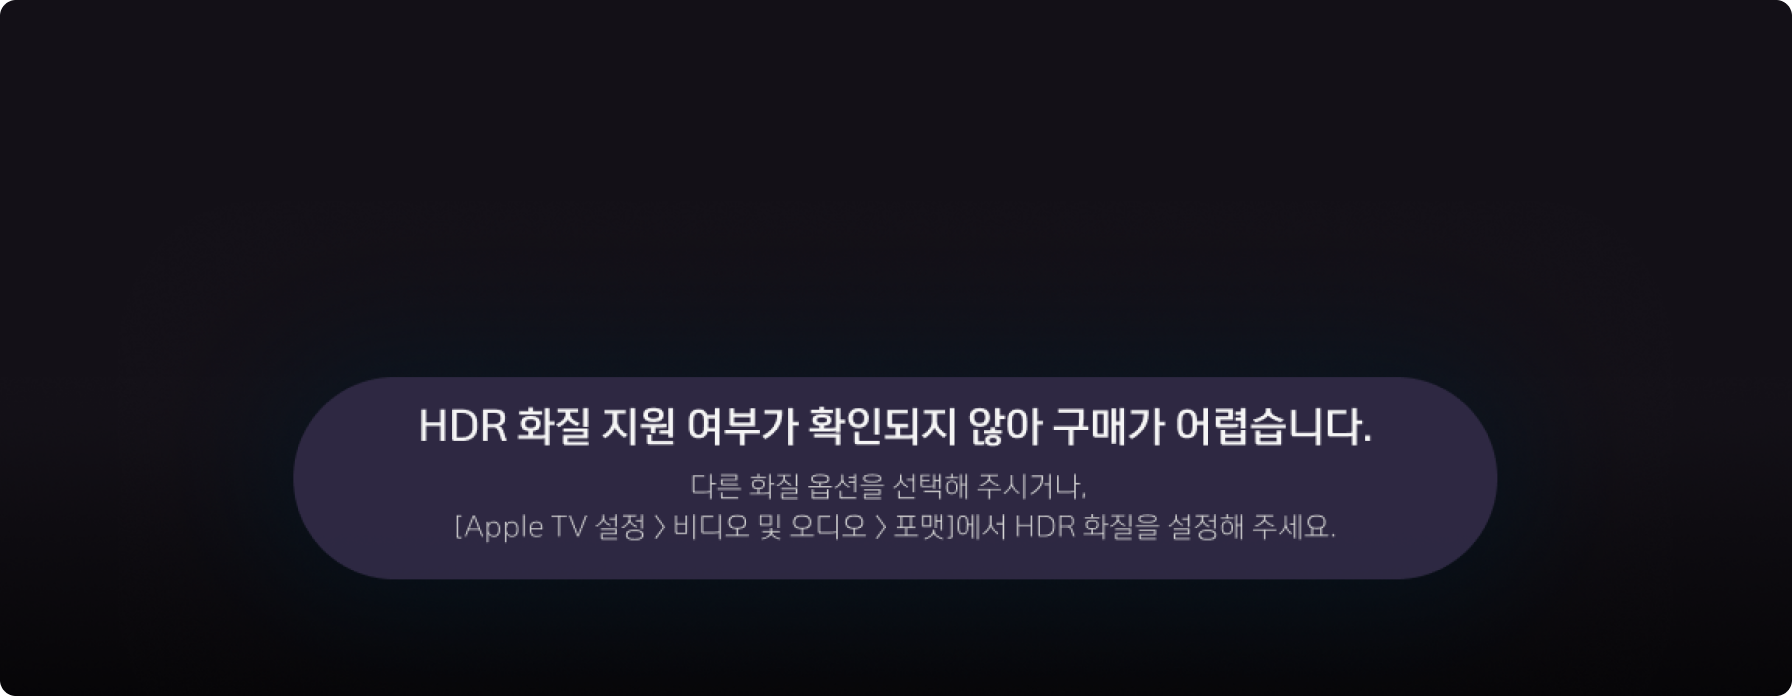 HDR 화질 지원 여부가 확인되지 않아 구매가 어렵습니다.
다른 화질 옵션을 선택해 주시거나,
[Apple TV 설정 〉 비디오 및 오디오 〉 포맷]에서 HDR 화질을 설정해 주세요.